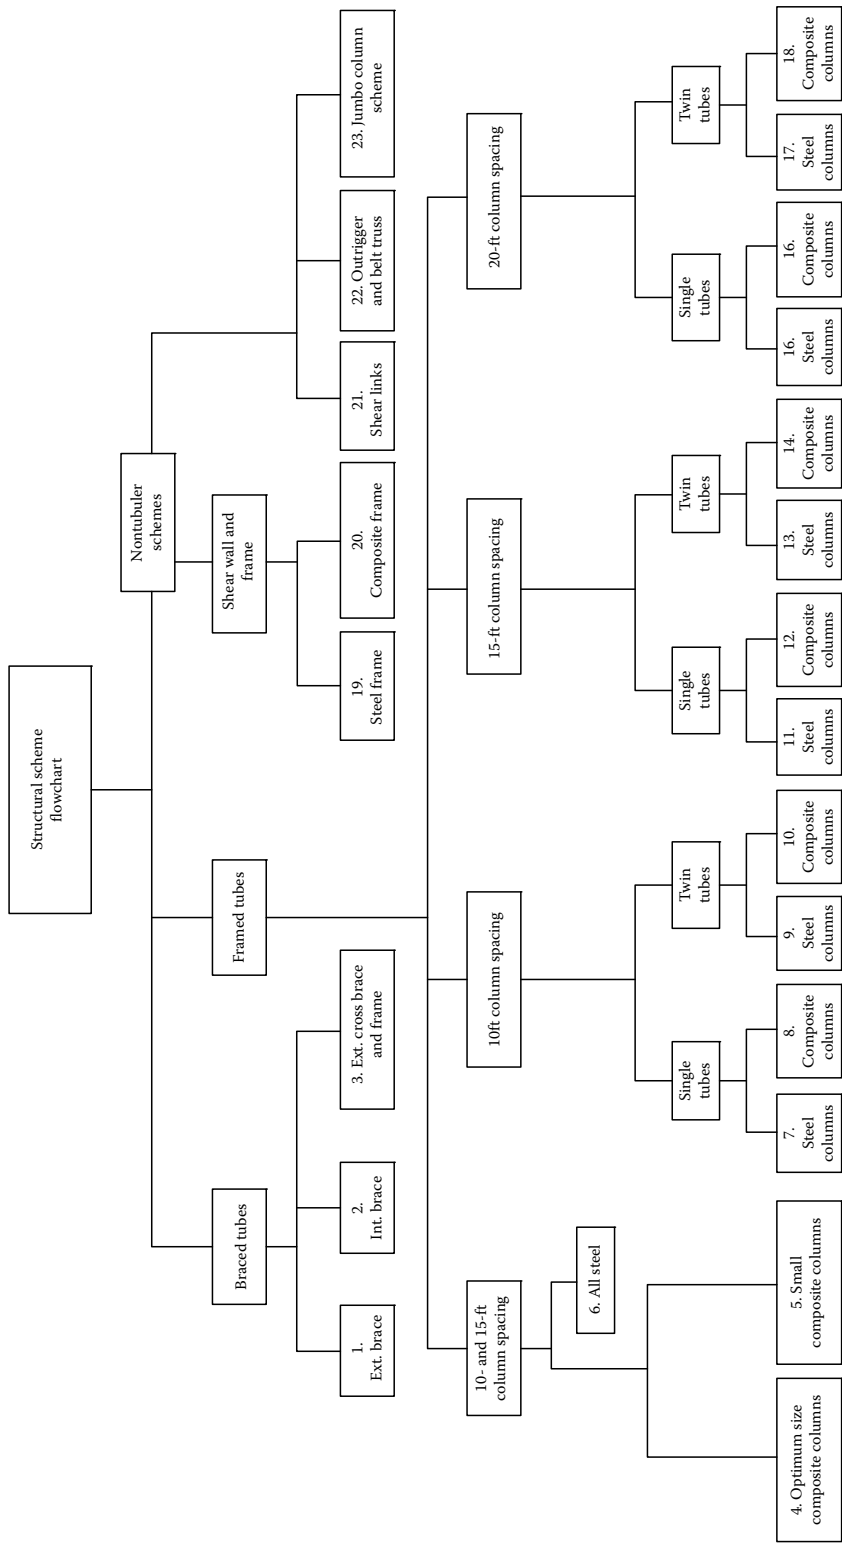 Structural scheme
flowchart
Braced tubes
Framed tubes
Nontubuler
schemes
Shear wall and
frame
1.
Ext. brace
2.
Int. brace
3. Ext. cross brace
and frame
19.
Steel frame
20.
Composite frame
21.
Shear links
22. Outrigger
and belt truss
23. Jumbo column
scheme
10- and 15-ft
column spacing
10ft column spacing
15-ft column spacing
20-ft column spacing
6. All steel
Single
tubes
Twin
tubes
Single
tubes
Twin
tubes
Single
tubes
Twin
tubes
4. Optimum size
composite columns
5. Small
composite columns
7.
Steel
columns
8.
Composite
columns
9.
Steel
columns
10.
Composite
columns
11.
Steel
columns
12.
Composite
columns
13.
Steel
columns
14.
Composite
columns
16.
Steel
columns
16.
Composite
columns
17.
Steel
columns
18.
Composite
columns